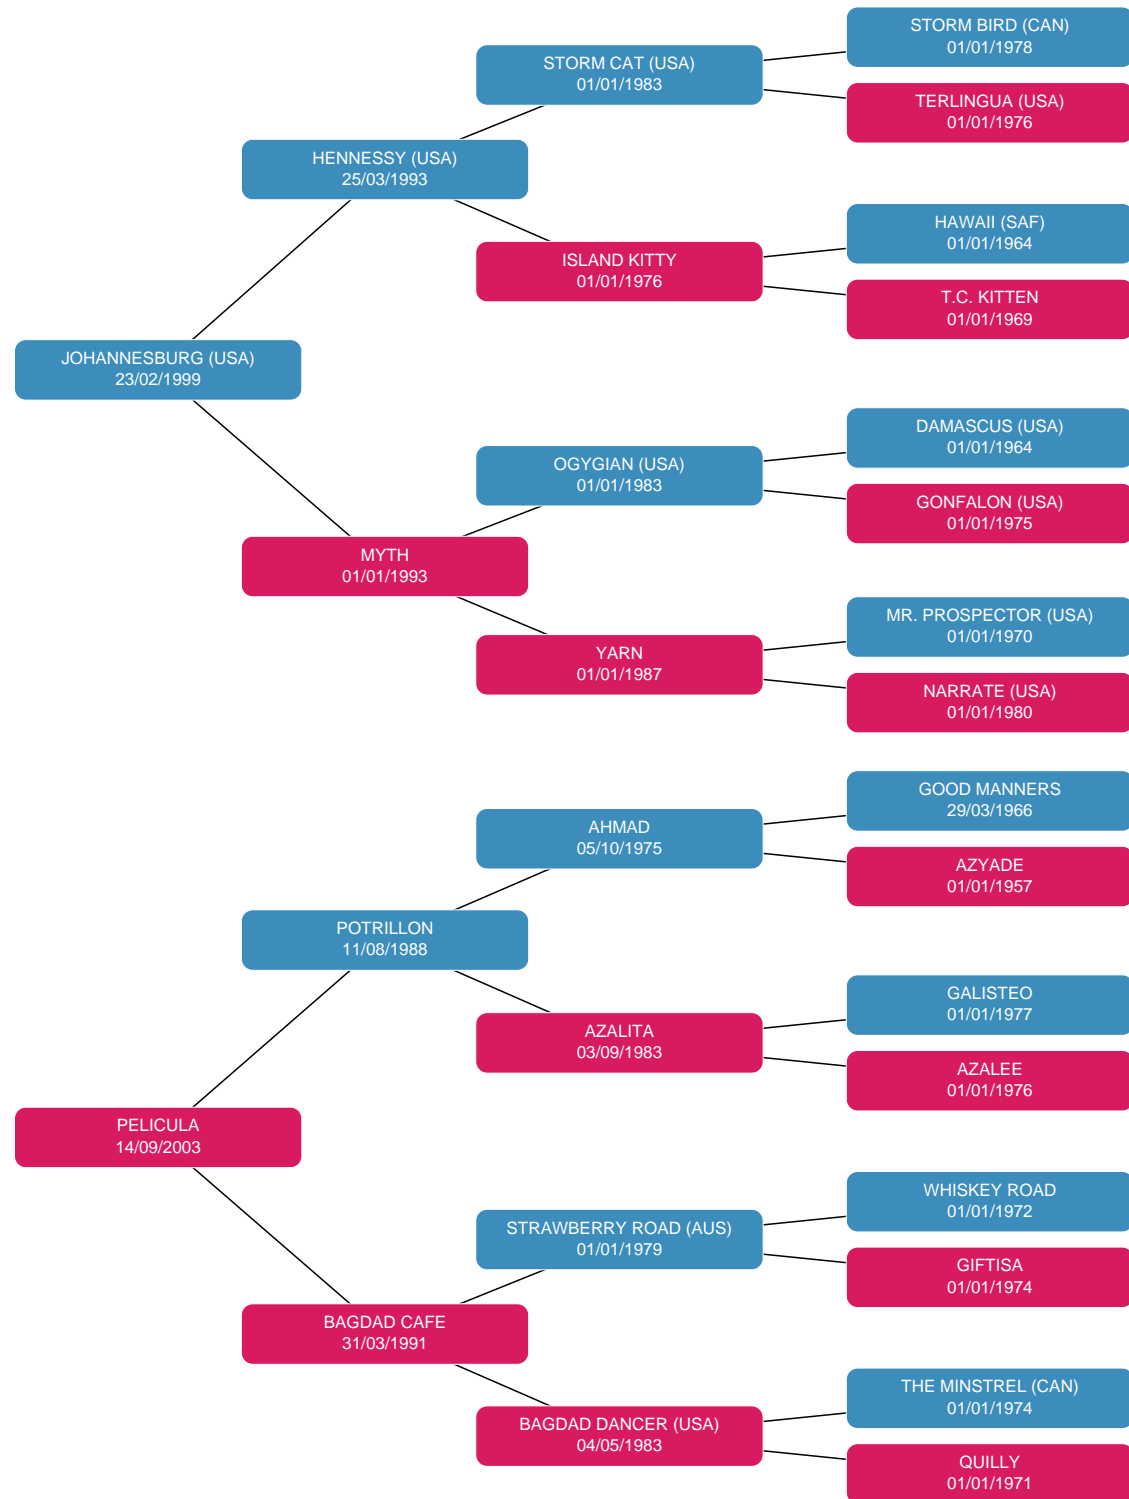 STORM BIRD (CAN)
01/01/1978
STORM CAT (USA)
01/01/1983
TERLINGUA (USA)
01/01/1976
HENNESSY (USA)
25/03/1993
HAWAII (SAF)
01/01/1964
ISLAND KITTY
01/01/1976
T.C. KITTEN
01/01/1969
JOHANNESBURG (USA)
23/02/1999
DAMASCUS (USA)
01/01/1964
OGYGIAN (USA)
01/01/1983
GONFALON (USA)
01/01/1975
MYTH
01/01/1993
MR. PROSPECTOR (USA)
01/01/1970
YARN
01/01/1987
NARRATE (USA)
01/01/1980
GOOD MANNERS
29/03/1966
AHMAD
05/10/1975
AZYADE
01/01/1957
POTRILLON
11/08/1988
GALISTEO
01/01/1977
AZALITA
03/09/1983
AZALEE
01/01/1976
PELICULA
14/09/2003
WHISKEY ROAD
01/01/1972
STRAWBERRY ROAD (AUS)
01/01/1979
GIFTISA
01/01/1974
BAGDAD CAFE
31/03/1991
THE MINSTREL (CAN)
01/01/1974
BAGDAD DANCER (USA)
04/05/1983
QUILLY
01/01/1971